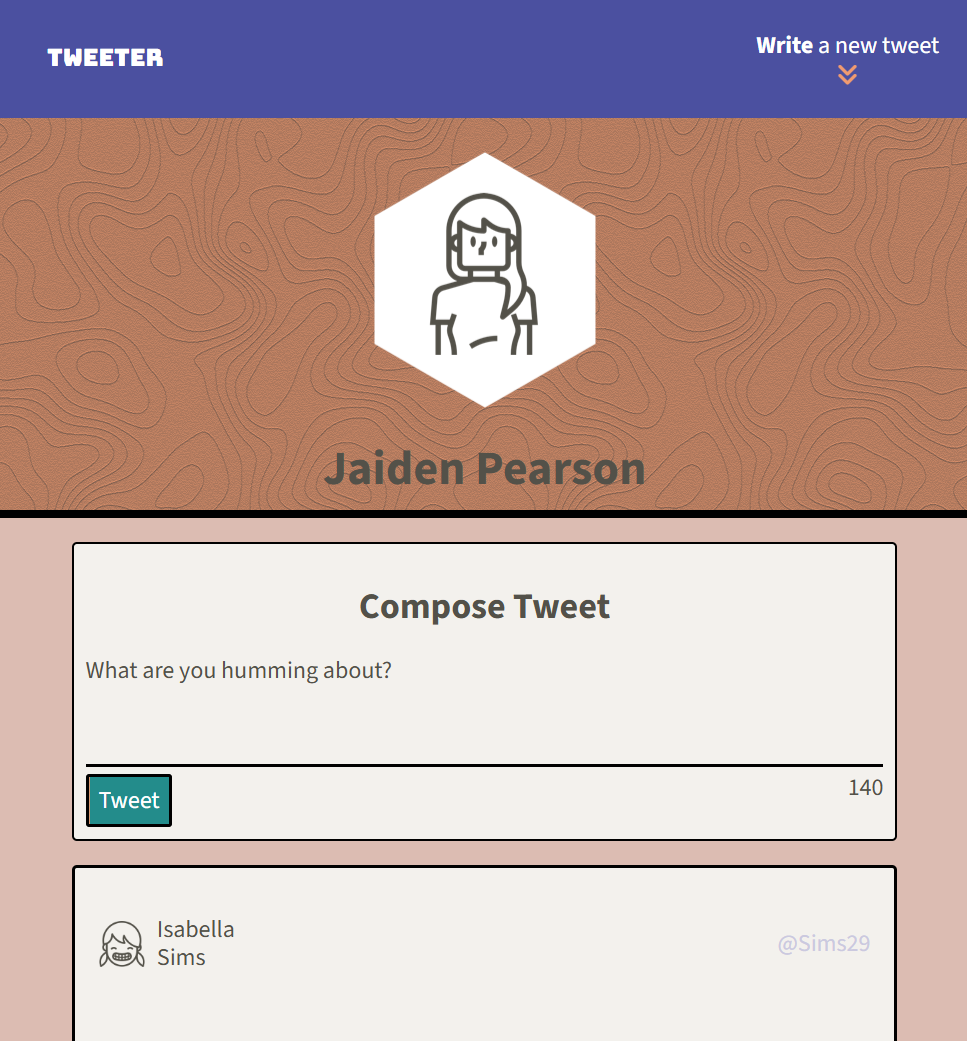 TWEETER
Write a new tweet
Jaiden Pearson
Compose Tweet
What are you humming about?
Tweet
140
Isabella
Sims
@Sims29